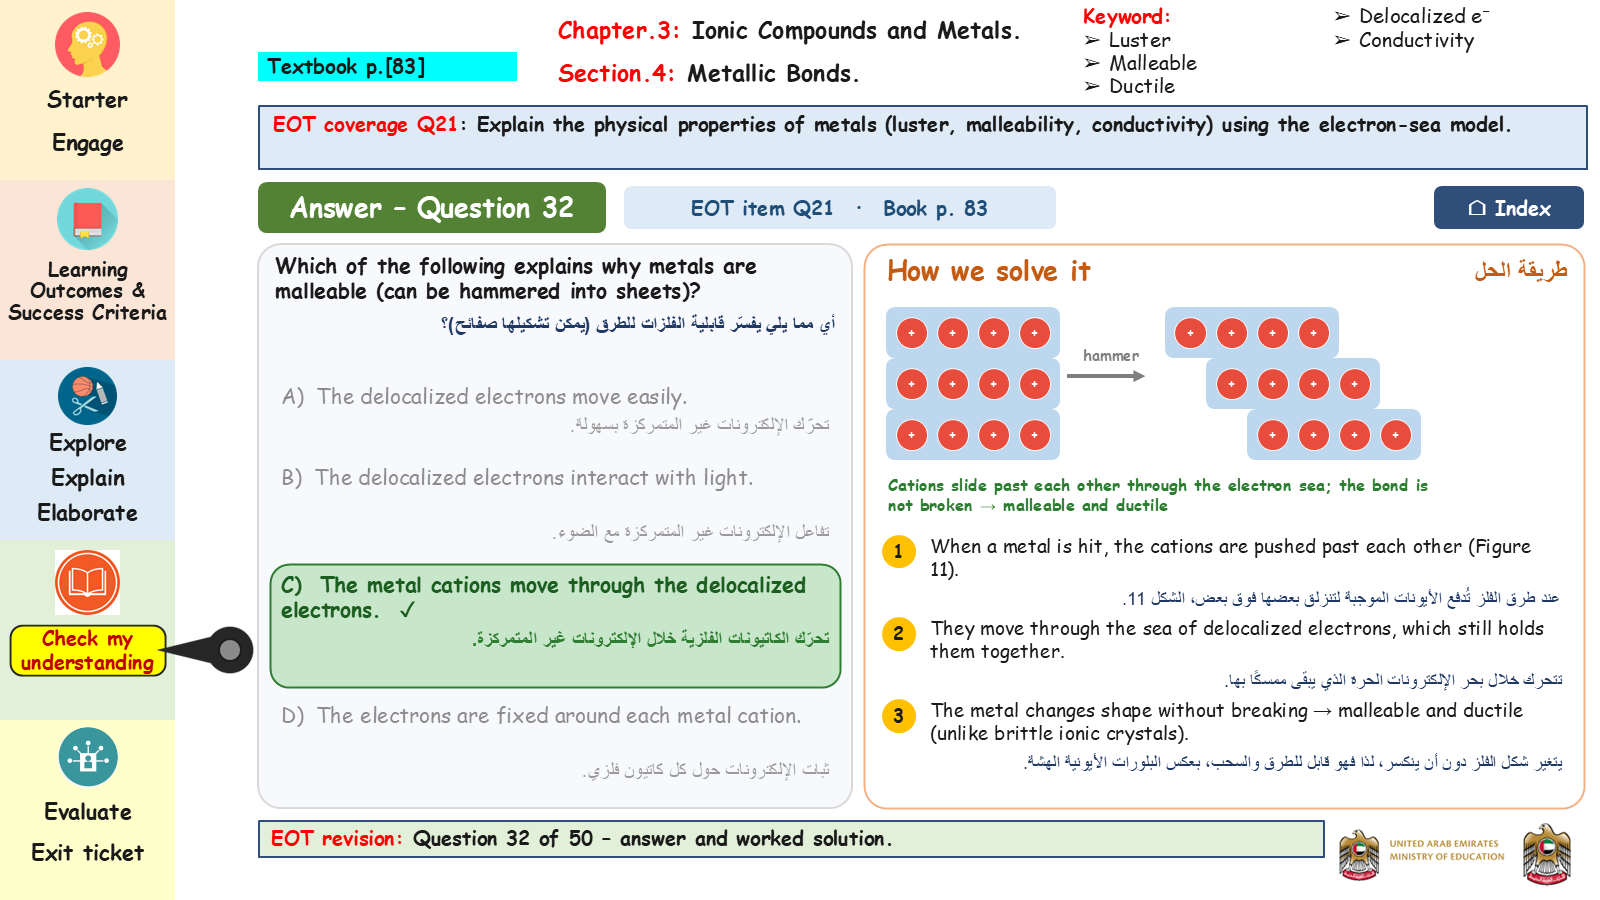 Starter
Engage
Learning
Outcomes &
Success Criteria
Explore
Explain
Elaborate
Check my
understanding
Evaluate
Exit ticket
Textbook p.[83]
Chapter.3: Ionic Compounds and Metals.
Section.4: Metallic Bonds.
Keyword:
➢ Luster
➢ Malleable
➢ Ductile
➢ Delocalized e⁻
➢ Conductivity
EOT coverage Q21: Explain the physical properties of metals (luster, malleability, conductivity) using the electron-sea model.
Answer – Question 32
EOT item Q21 · Book p. 83
⌂ Index
Which of the following explains why metals are
malleable (can be hammered into sheets)?
أي مما يلي يفسّر قابلية الفلزات للطرق (يمكن تشكيلها صفائح)؟
A) The delocalized electrons move easily.
تحرّك الإلكترونات غير المتمركزة بسهولة.
B) The delocalized electrons interact with light.
تفاعل الإلكترونات غير المتمركزة مع الضوء.
C) The metal cations move through the delocalized
electrons. ✓
تحرّك الكاتيونات الفلزية خلال الإلكترونات غير المتمركزة.
D) The electrons are fixed around each metal cation.
ثبات الإلكترونات حول كل كاتيون فلزي.
How we solve it
طريقة الحل
+ + + +
+ + + +
+ + + +
hammer
+ + + +
+ + + +
+ + + +
Cations slide past each other through the electron sea; the bond is
not broken → malleable and ductile
1 When a metal is hit, the cations are pushed past each other (Figure
11).
عند طرق الفلز تُدفع الأيونات الموجبة لتنزلق بعضها فوق بعض، الشكل 11.
2 They move through the sea of delocalized electrons, which still holds
them together.
تتحرك خلال بحر الإلكترونات الحرة الذي يبقى ممسكًا بها.
3 The metal changes shape without breaking → malleable and ductile
(unlike brittle ionic crystals).
يتغير شكل الفلز دون أن ينكسر، لذا فهو قابل للطرق والسحب، بعكس البلورات الأيونية الهشة.
EOT revision: Question 32 of 50 – answer and worked solution.
UNITED ARAB EMIRATES
MINISTRY OF EDUCATION